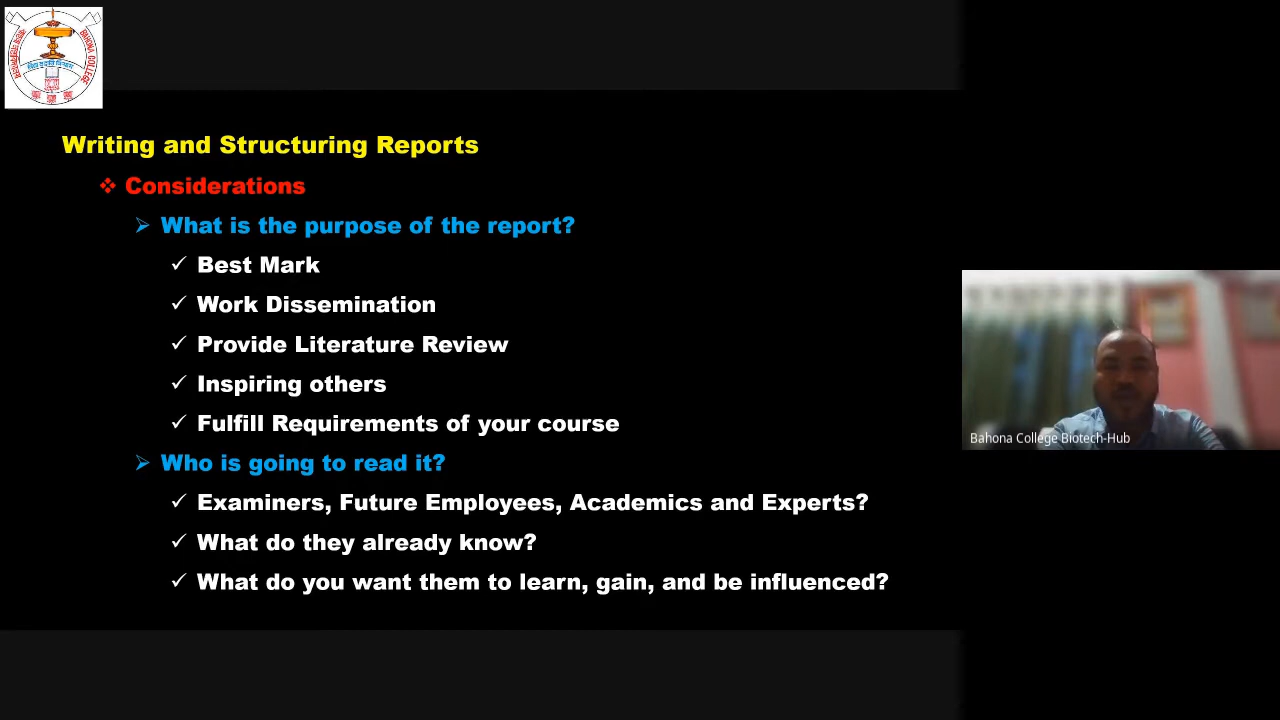 BAHONA COLLEGE
Writing and Structuring Reports
Considerations
What is the purpose of the report?
Best Mark
Work Dissemination
Provide Literature Review
Inspiring others
Fulfill Requirements of your course
Who is going to read it?
Examiners, Future Employees, Academics and Experts?
What do they already know?
What do you want them to learn, gain, and be influenced?
Bahona College Biotech-Hub